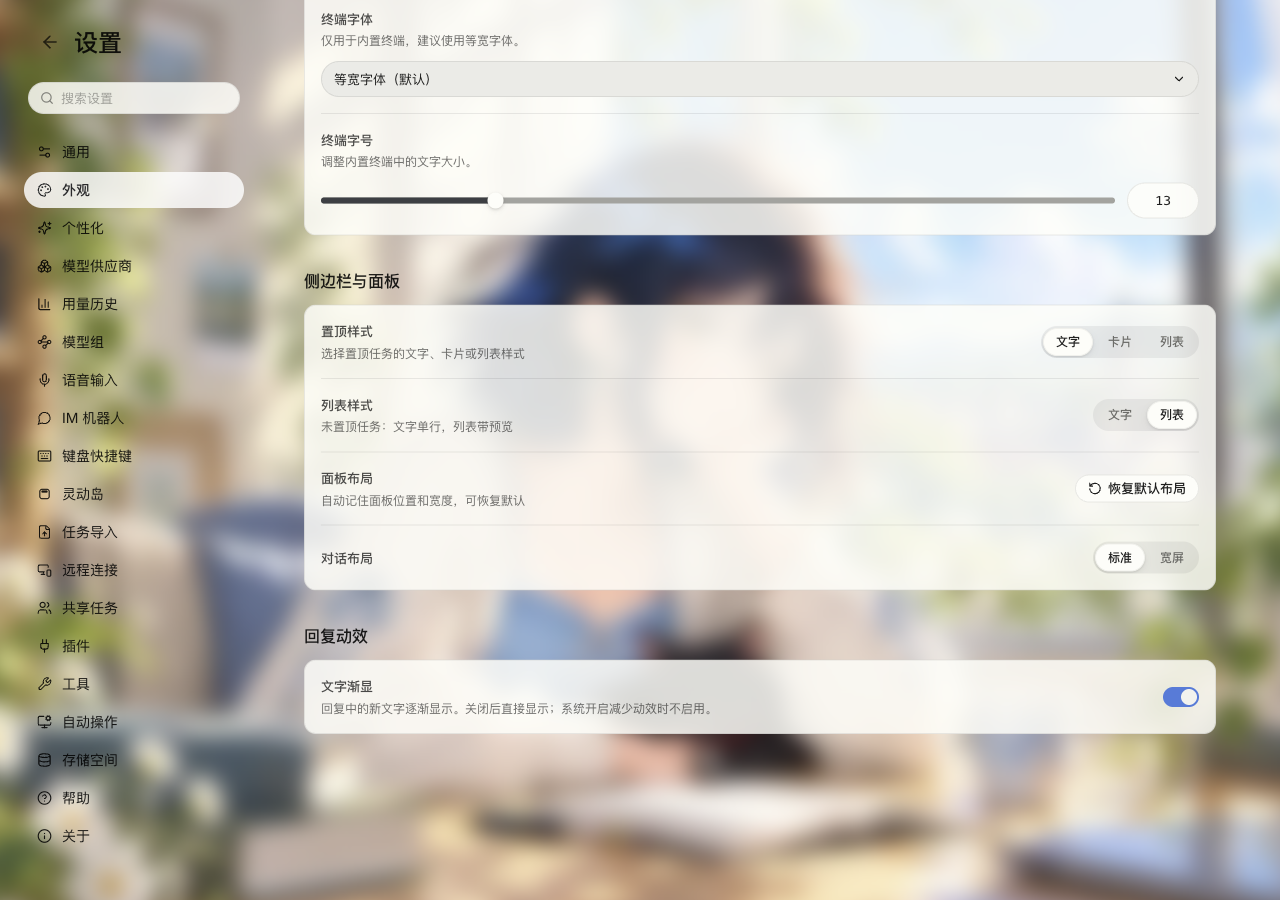 设置
搜索设置
通用
外观
个性化
模型供应商
用量历史
模型组
语音输入
IM 机器人
键盘快捷键
灵动岛
任务导入
远程连接
共享任务
插件
工具
自动操作
存储空间
帮助
关于
终端字体
仅用于内置终端，建议使用等宽字体。
等宽字体（默认）
终端字号
调整内置终端中的文字大小。
13
侧边栏与面板
置顶样式
选择置顶任务的文字、卡片或列表样式
文字 卡片 列表
列表样式
未置顶任务：文字单行，列表带预览
文字 列表
面板布局
自动记住面板位置和宽度，可恢复默认
恢复默认布局
对话布局
标准 宽屏
回复动效
文字渐显
回复中的新文字逐渐显示。关闭后直接显示；系统开启减少动效时不启用。